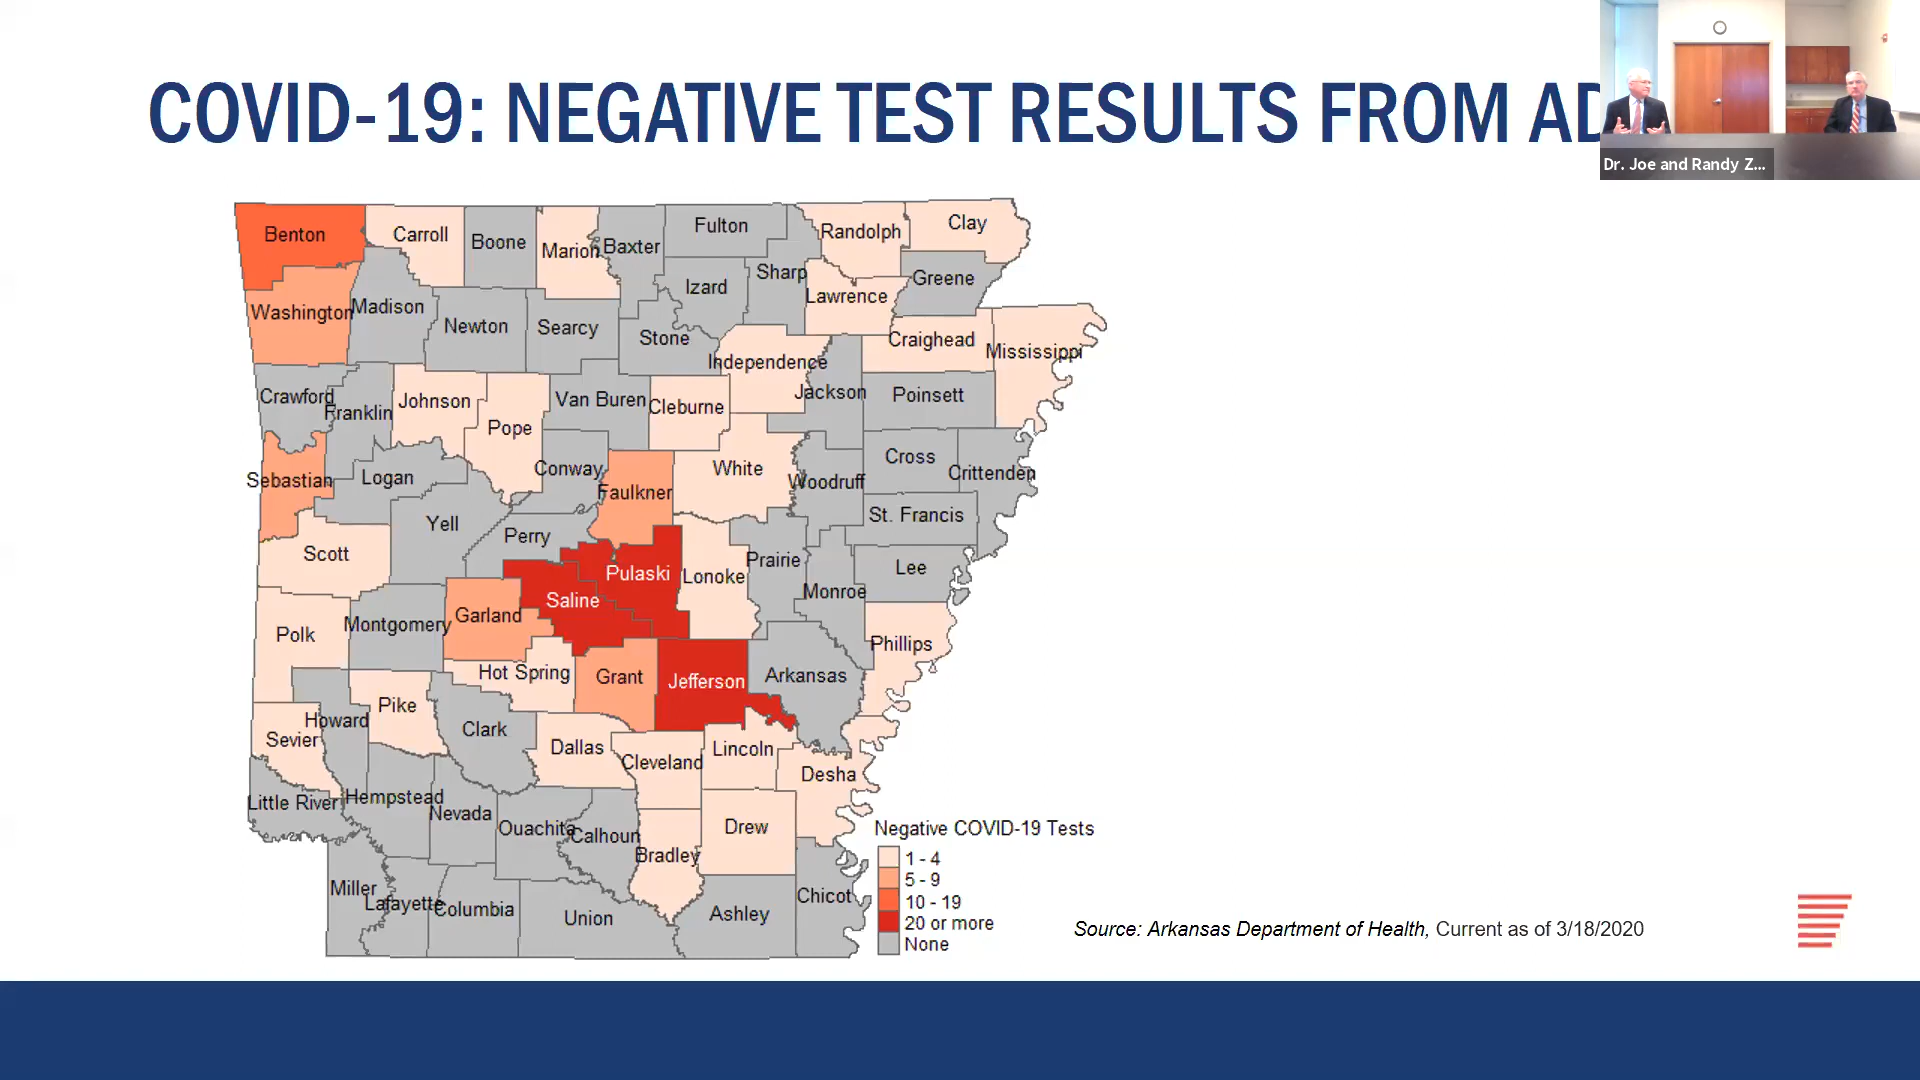 COVID-19: NEGATIVE TEST RESULTS FROM AD
Dr. Joe and Randy Z...
Benton
Carroll
Boone
Marion
Baxter
Fulton
Randolph
Clay
Sharp
Izard
Greene
Lawrence
Washington
Madison
Newton
Searcy
Stone
Independence
Craighead
Mississippi
Crawford
Franklin
Johnson
Pope
Van Buren
Cleburne
Jackson
Poinsett
Sebastian
Logan
Conway
Faulkner
White
Woodruff
Cross
Crittenden
Scott
Yell
Perry
Pulaski
Saline
Lonoke
Prairie
St. Francis
Lee
Monroe
Polk
Montgomery
Garland
Hot Spring
Grant
Jefferson
Arkansas
Phillips
Howard
Sevier
Pike
Clark
Dallas
Cleveland
Lincoln
Desha
Little River
Hempstead
Nevada
Ouachita
Calhoun
Bradley
Drew
Miller
Lafayette
Columbia
Union
Ashley
Chicot
Negative COVID-19 Tests
1 - 4
5 - 9
10 - 19
20 or more
None
Source: Arkansas Department of Health, Current as of 3/18/2020